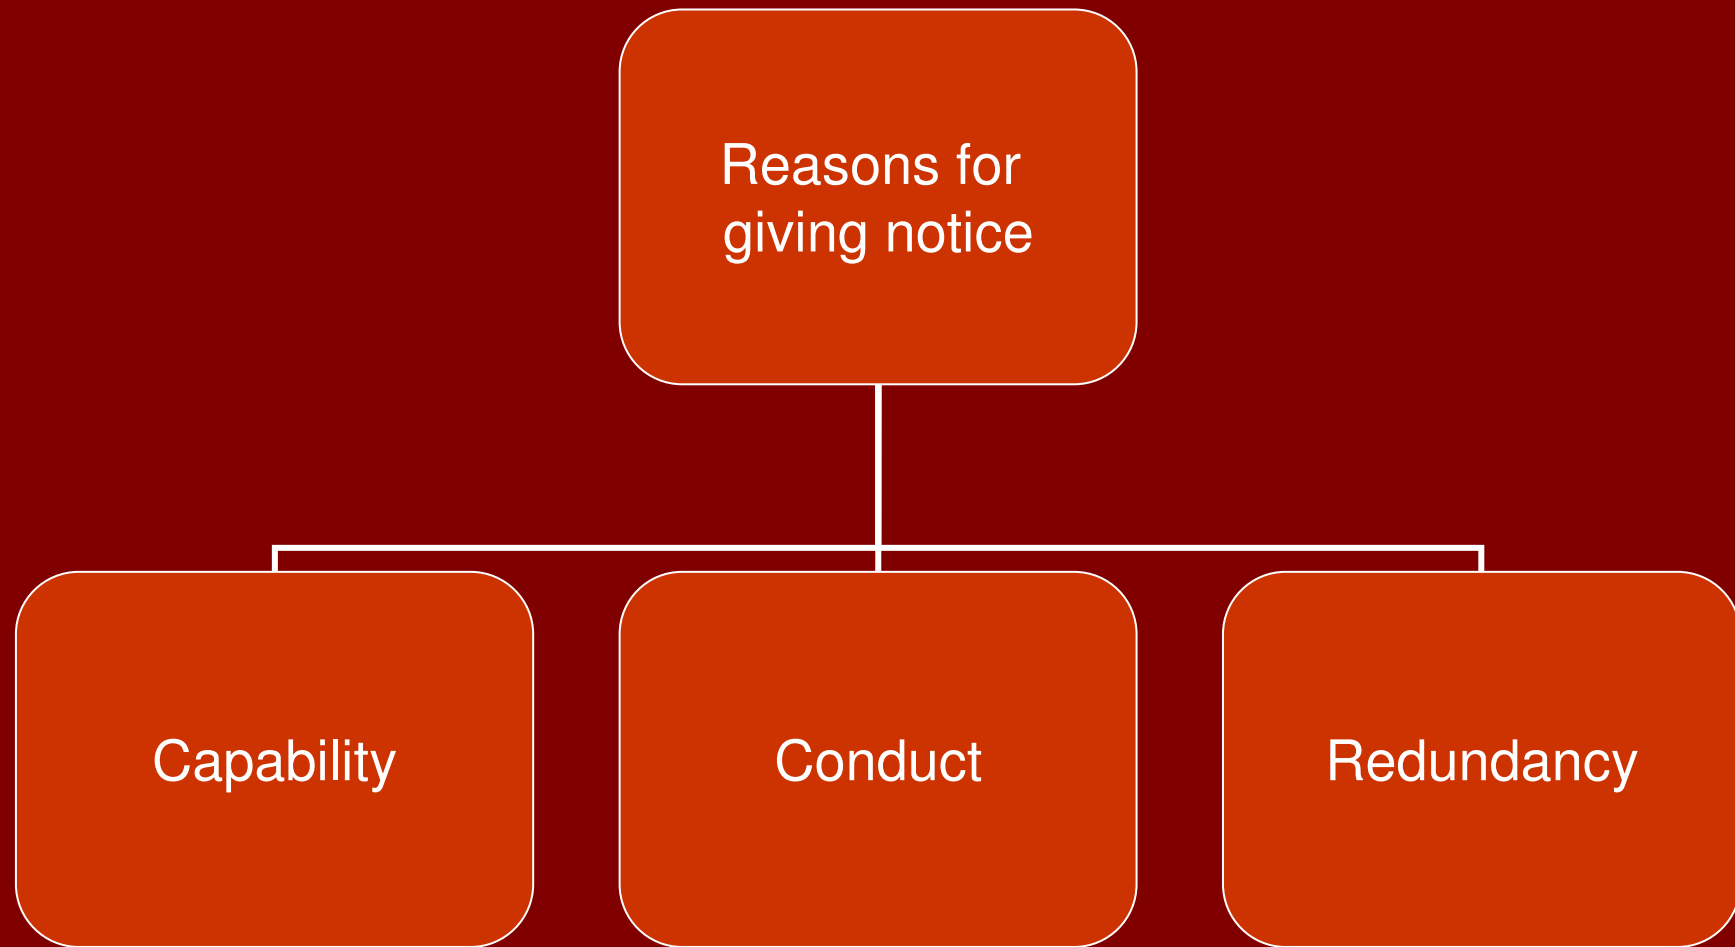 Reasons for
giving notice
Capability
Conduct
Redundancy